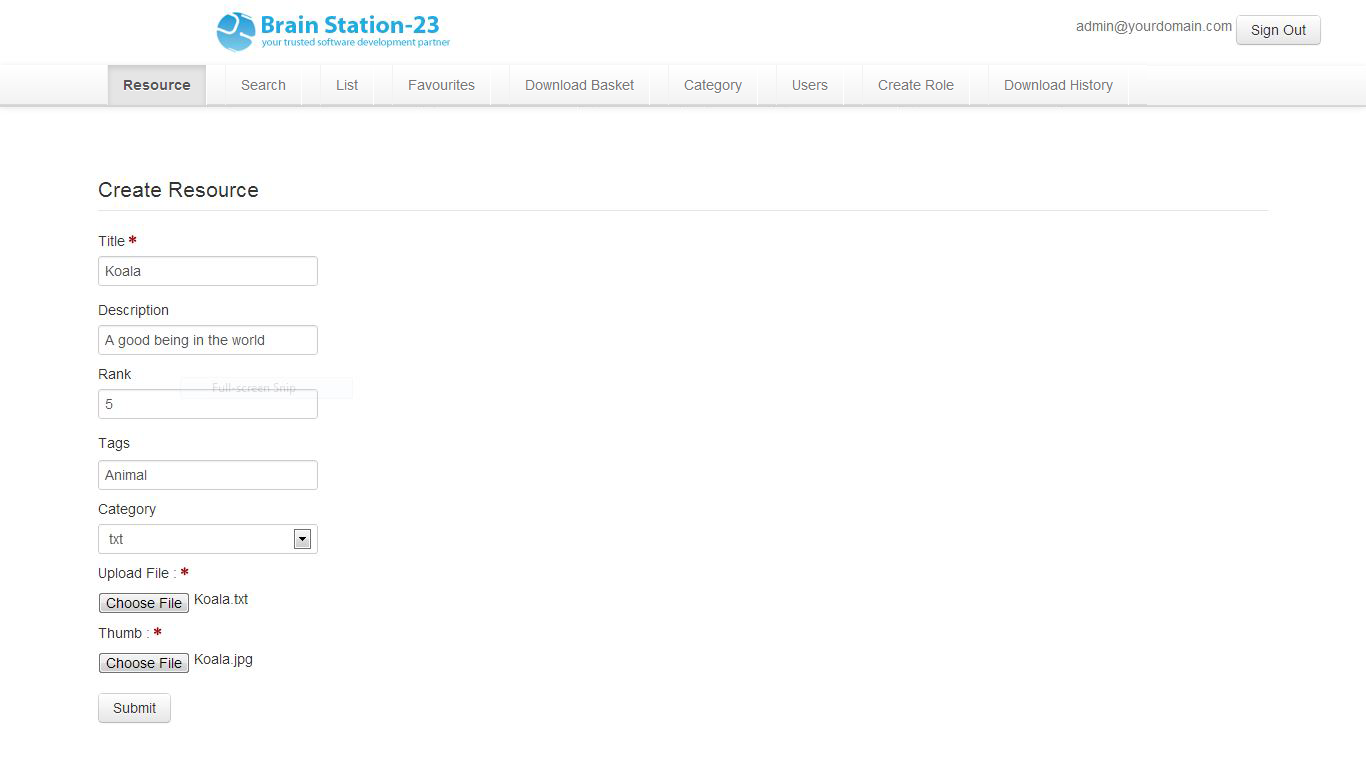 Brain Station-23
your trusted software development partner
admin@yourdomain.com Sign Out
Resource Search List Favourites Download Basket Category Users Create Role Download History
Create Resource
Title *
Koala
Description
A good being in the world
Rank
Full-screen Snip
5
Tags
Animal
Category
txt
Upload File : *
Choose File Koala.txt
Thumb : *
Choose File Koala.jpg
Submit